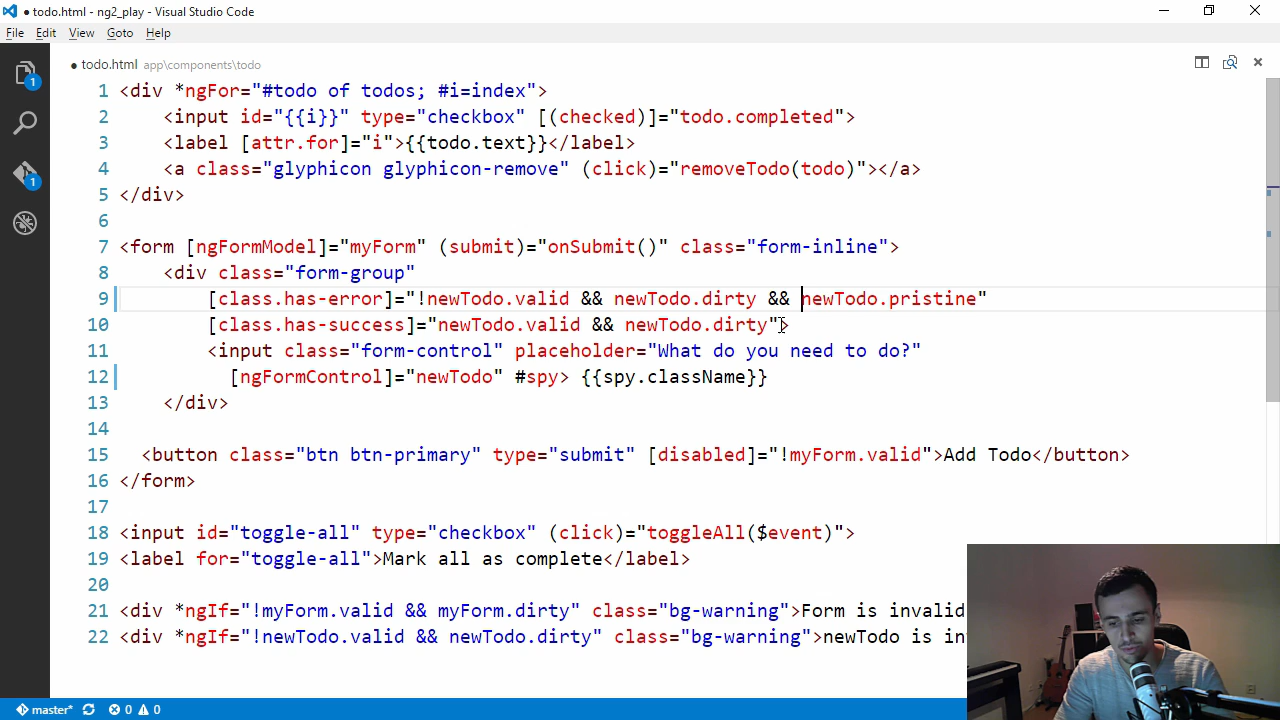 ● todo.html - ng2_play - Visual Studio Code
File Edit View Goto Help
● todo.html app\components\todo
1 <div *ngFor="#todo of todos; #i=index">
2 <input id="{{i}}" type="checkbox" [(checked)]="todo.completed">
3 <label [attr.for]="i">{{todo.text}}</label>
4 <a class="glyphicon glyphicon-remove" (click)="removeTodo(todo)"></a>
5 </div>
6
7 <form [ngFormModel]="myForm" (submit)="onSubmit()" class="form-inline">
8 <div class="form-group"
9 [class.has-error]="!newTodo.valid && newTodo.dirty && newTodo.pristine"
10 [class.has-success]="newTodo.valid && newTodo.dirty">
11 <input class="form-control" placeholder="What do you need to do?"
12 [ngFormControl]="newTodo" #spy> {{spy.className}}
13 </div>
14
15 <button class="btn btn-primary" type="submit" [disabled]="!myForm.valid">Add Todo</button>
16 </form>
17
18 <input id="toggle-all" type="checkbox" (click)="toggleAll($event)">
19 <label for="toggle-all">Mark all as complete</label>
20
21 <div *ngIf="!myForm.valid && myForm.dirty" class="bg-warning">Form is invalid
22 <div *ngIf="!newTodo.valid && newTodo.dirty" class="bg-warning">newTodo is in
1
1
master* 0 0